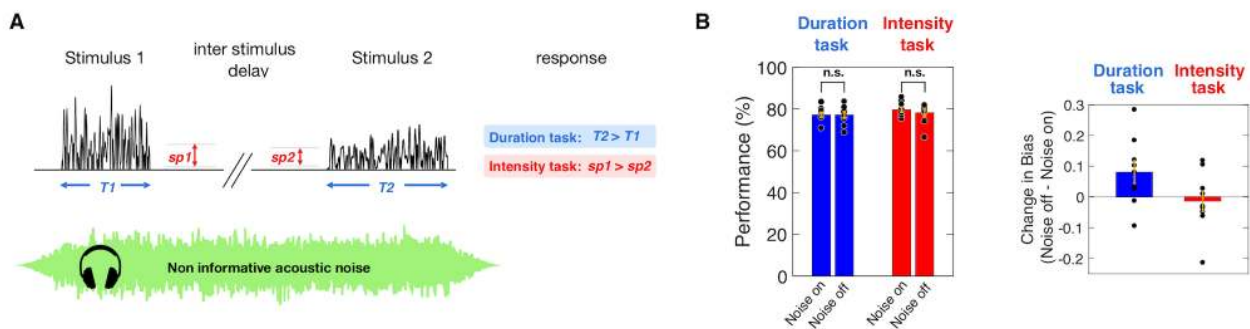 A
Stimulus 1
inter stimulus
delay
Stimulus 2
response
sp1
sp2
T1
T2
Duration task: T2 > T1
Intensity task: sp1 > sp2
Non informative acoustic noise
B
Duration
task
Intensity
task
n.s.
n.s.
Performance (%)
100
80
60
40
20
0
Noise on
Noise off
Noise on
Noise off
Duration
task
Intensity
task
Change in Bias
(Noise off - Noise on)
0.3
0.2
0.1
0
-0.1
-0.2